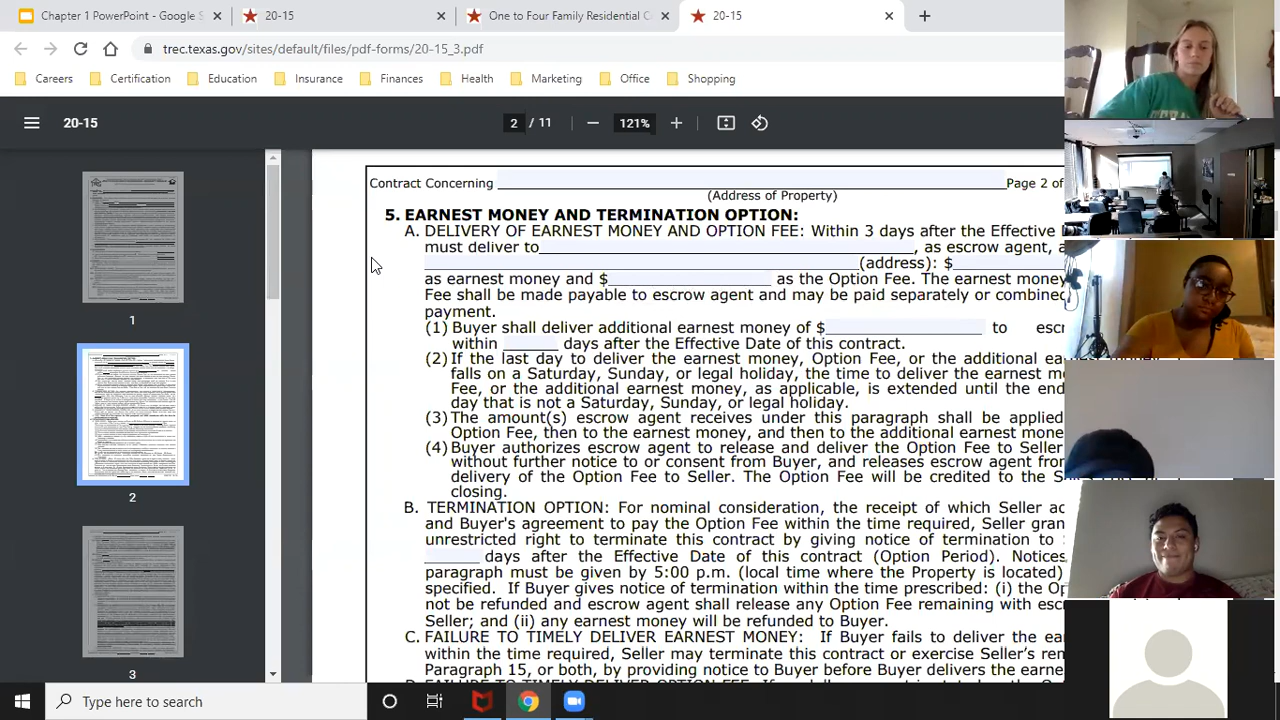 Chapter 1 PowerPoint - Google S
20-15
One to Four Family Residential C
20-15
trec.texas.gov/sites/default/files/pdf-forms/20-15_3.pdf
Careers
Certification
Education
Insurance
Finances
Health
Marketing
Office
Shopping
20-15
2 / 11
121%
1
2
3
Contract Concerning
Page 2 of
(Address of Property)
5. EARNEST MONEY AND TERMINATION OPTION:
A. DELIVERY OF EARNEST MONEY AND OPTION FEE: Within 3 days after the Effective
must deliver to , as escrow agent, a
(address): $
as earnest money and $ as the Option Fee. The earnest money
Fee shall be made payable to escrow agent and may be paid separately or combined
payment.
(1) Buyer shall deliver additional earnest money of $ to escr
within days after the Effective Date of this contract.
(2) If the last day to deliver the earnest money, Option Fee, or the additional ea
falls on a Saturday, Sunday, or legal holiday, the time to deliver the earnest m
Fee, or the additional earnest money, as applicable, is extended until the end
day that is not a Saturday, Sunday, or legal holiday.
(3) The amount(s) escrow agent receives under this paragraph shall be applied
Option Fee, then to the earnest money, and then to the additional earnest mone
(4) Buyer authorizes escrow agent to release and deliver the Option Fee to Seller
without further notice to or consent from Buyer, and releases escrow agent from
delivery of the Option Fee to Seller. The Option Fee will be credited to the Sa
closing.
B. TERMINATION OPTION: For nominal consideration, the receipt of which Seller ac
and Buyer's agreement to pay the Option Fee within the time required, Seller gran
unrestricted right to terminate this contract by giving notice of termination to
days after the Effective Date of this contract (Option Period). Notices
paragraph must be given by 5:00 p.m. (local time where the Property is located)
specified. If Buyer gives notice of termination within the time prescribed: (i) the Op
not be refunded and escrow agent shall release any Option Fee remaining with escr
Seller; and (ii) any earnest money will be refunded to Buyer.
C. FAILURE TO TIMELY DELIVER EARNEST MONEY: If Buyer fails to deliver the ea
within the time required, Seller may terminate this contract or exercise Seller's rem
Paragraph 15, or both, by providing notice to Buyer before Buyer delivers the earne
Type here to search